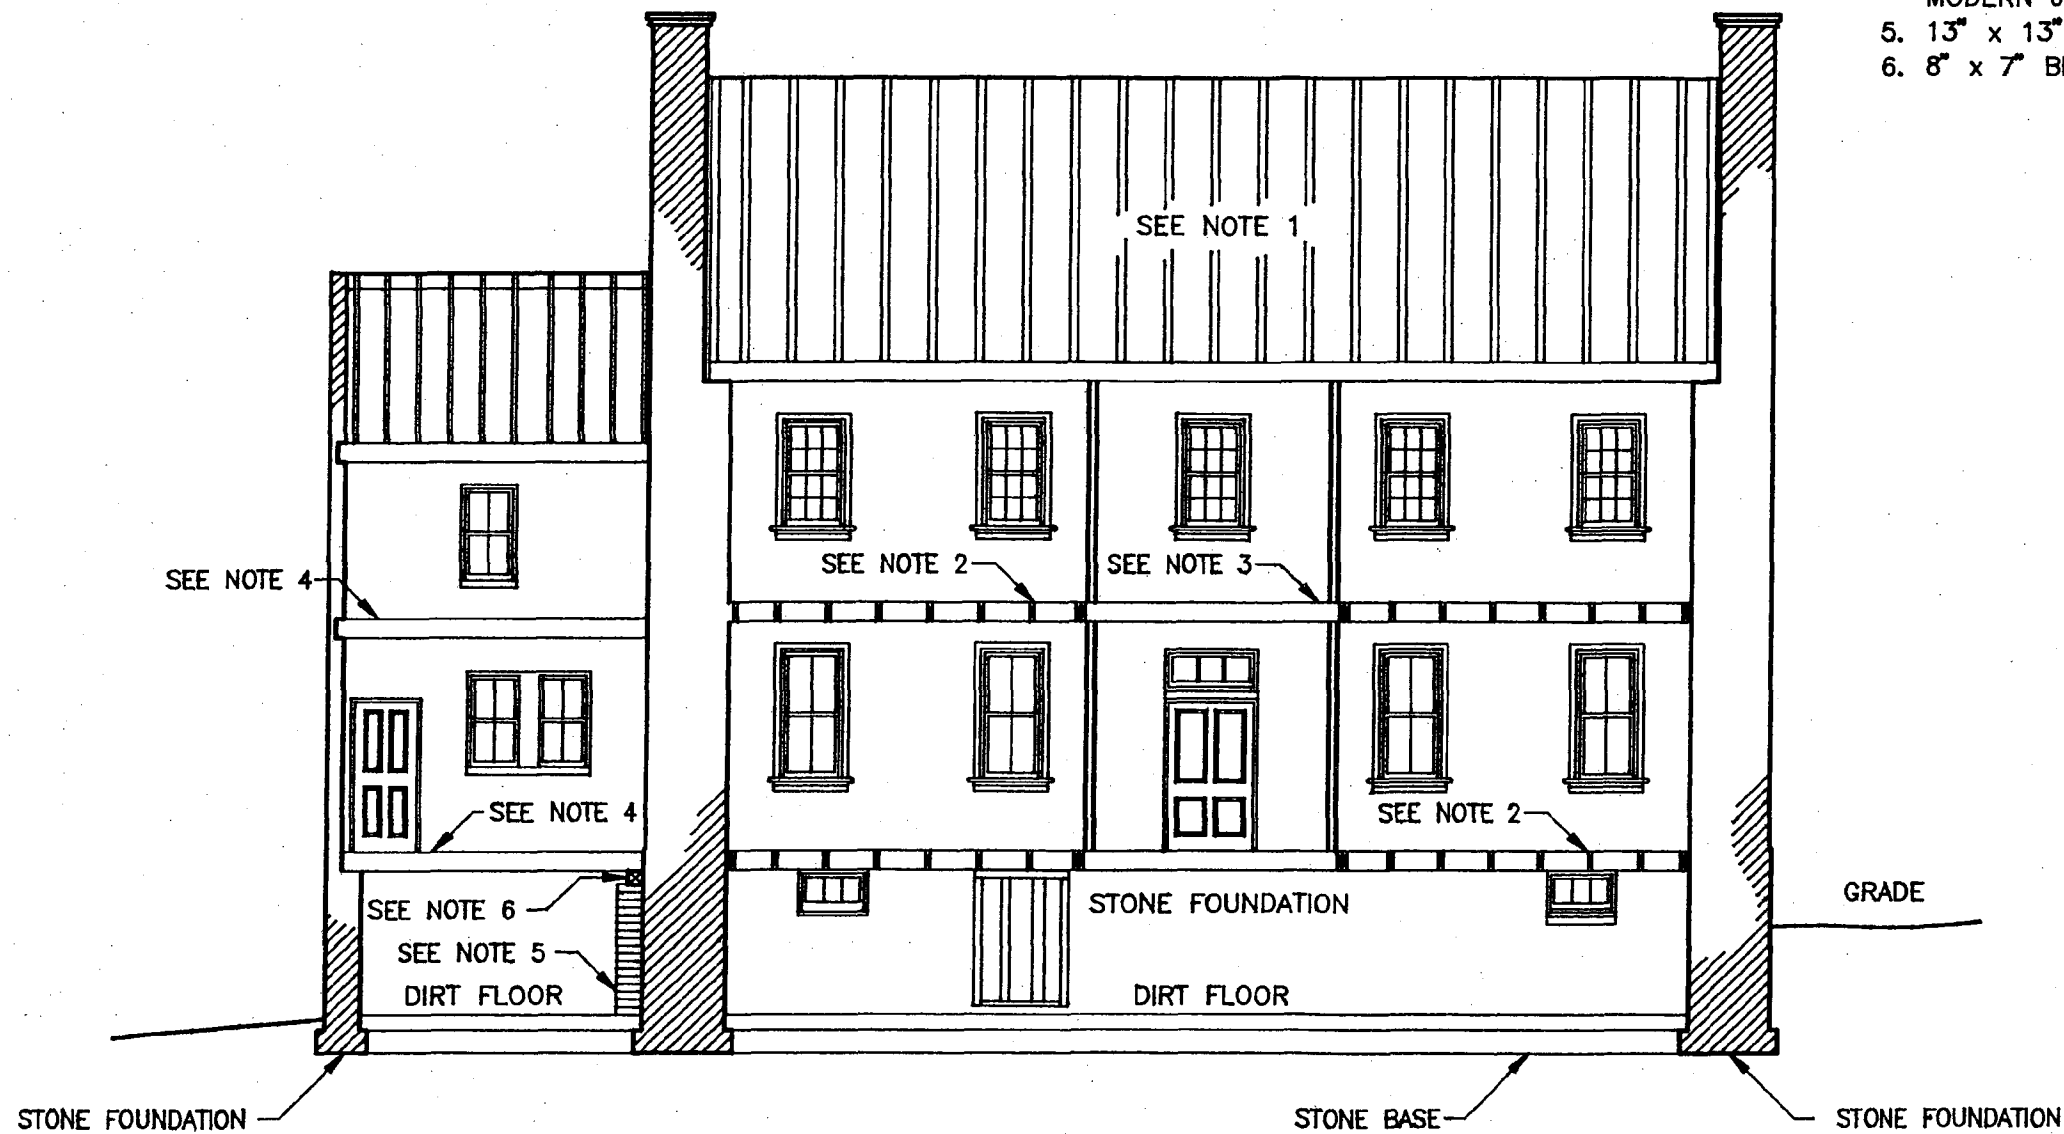 MODERN
5. 13" x 13"
6. 8" x 7"
SEE NOTE 1
SEE NOTE 2
SEE NOTE 3
SEE NOTE 4
SEE NOTE 4
SEE NOTE 2
GRADE
STONE FOUNDATION
SEE NOTE 6
SEE NOTE 5
DIRT FLOOR
DIRT FLOOR
STONE FOUNDATION
STONE BASE
STONE FOUNDATION